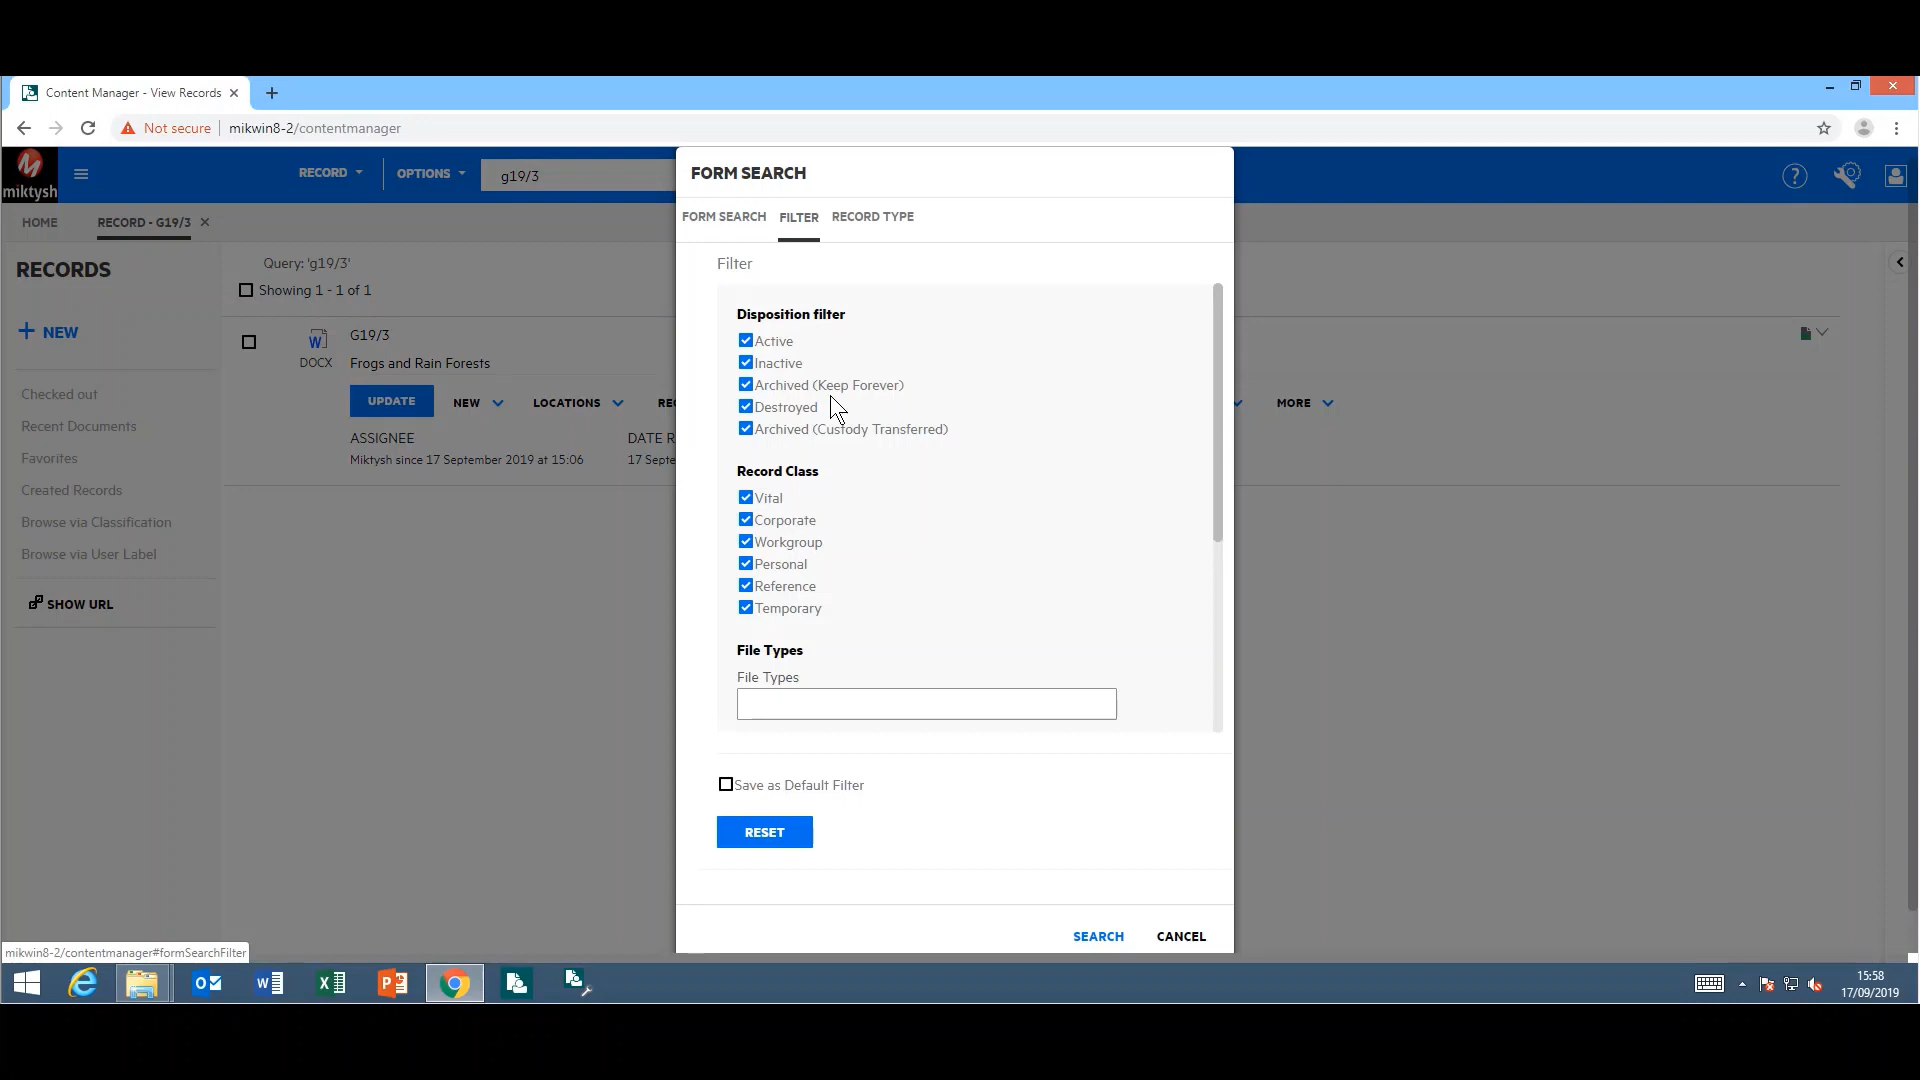 Content Manager - View Records
Not secure
mikwin8-2/contentmanager
miktysh
RECORD
OPTIONS
g19/3
HOME
RECORD - G19/3
RECORDS
NEW
Checked out
Recent Documents
Favorites
Created Records
Browse via Classification
Browse via User Label
SHOW URL
Query: 'g19/3'
Showing 1 - 1 of 1
DOCX
G19/3
Frogs and Rain Forests
UPDATE
NEW
LOCATIONS
MORE
ASSIGNEE
Miktysh since 17 September 2019 at 15:06
DATE R
17 Septe
FORM SEARCH
FORM SEARCH FILTER RECORD TYPE
Filter
Disposition filter
Active
Inactive
Archived (Keep Forever)
Destroyed
Archived (Custody Transferred)
Record Class
Vital
Corporate
Workgroup
Personal
Reference
Temporary
File Types
File Types
Save as Default Filter
RESET
SEARCH CANCEL
mikwin8-2/contentmanager#formSearchFilter
15:58
17/09/2019